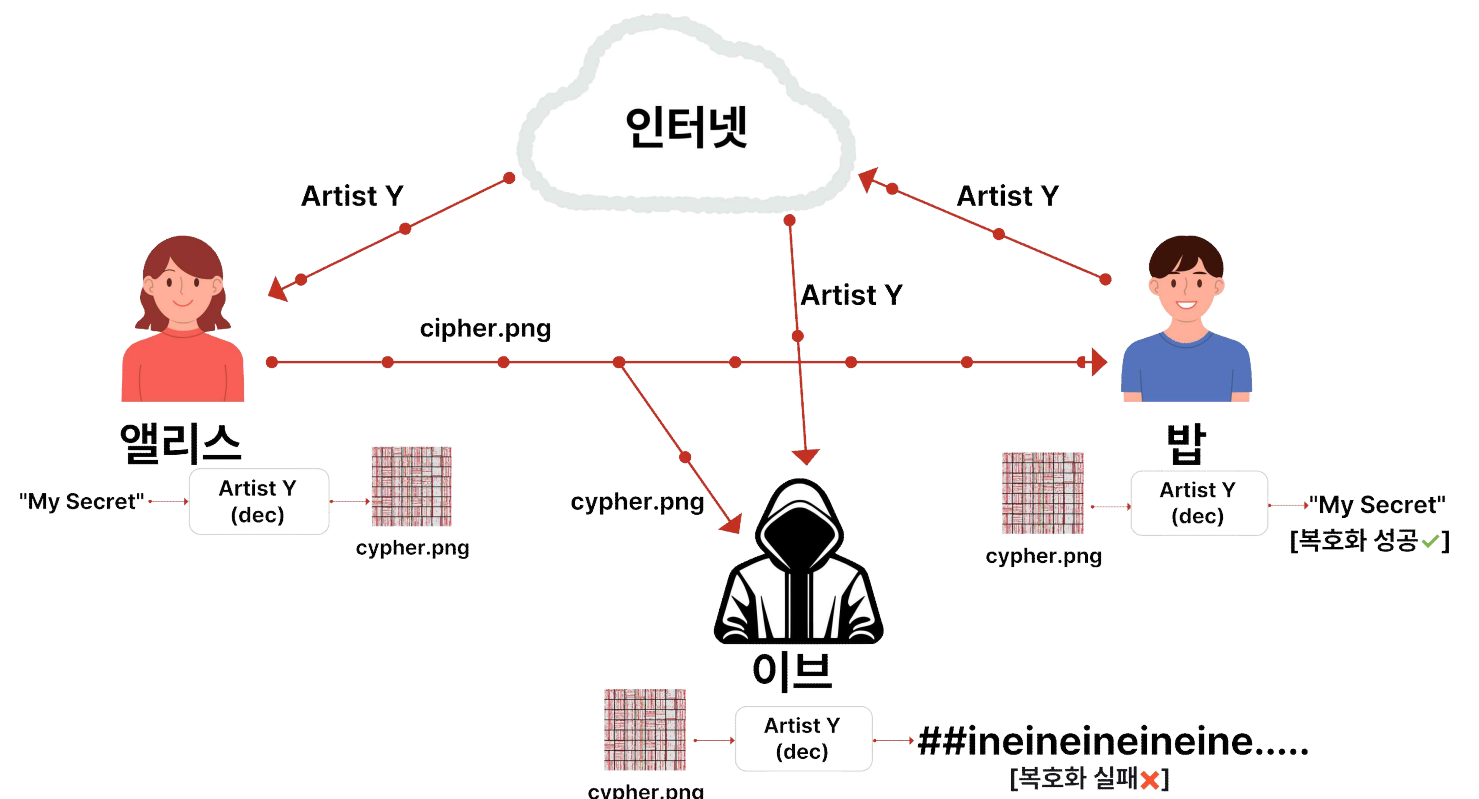 인터넷
Artist Y
Artist Y
Artist Y
cipher.png
앨리스
밥
"My Secret"
Artist Y
(dec)
cypher.png
cypher.png
cypher.png
Artist Y
(dec)
"My Secret"
[복호화 성공✓]
이브
cypher.png
Artist Y
(dec)
##ineineineineine.....
[복호화 실패❌]